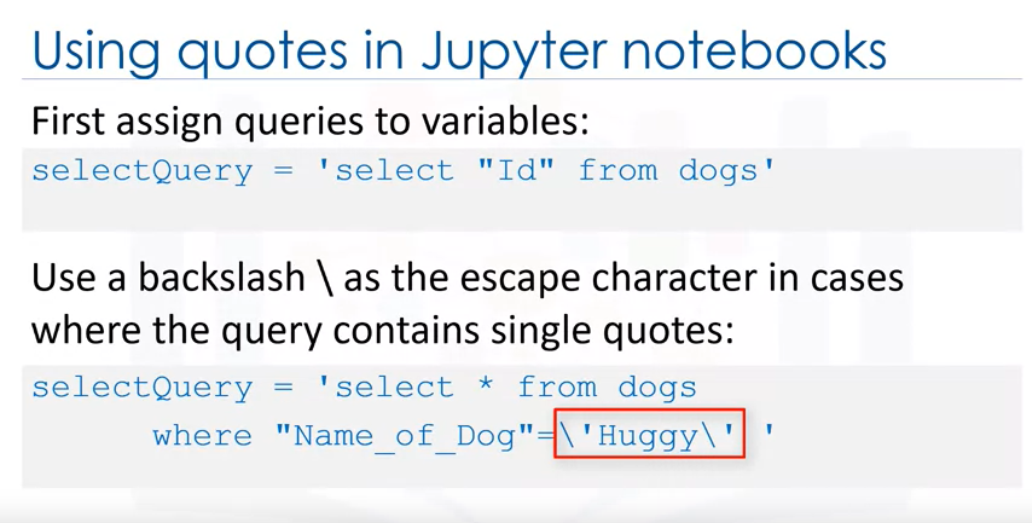 Using quotes in Jupyter notebooks
First assign queries to variables:
selectQuery = 'select "Id" from dogs'
Use a backslash \ as the escape character in cases
where the query contains single quotes:
selectQuery = 'select * from dogs
where "Name_of_Dog"=\'Huggy\' '